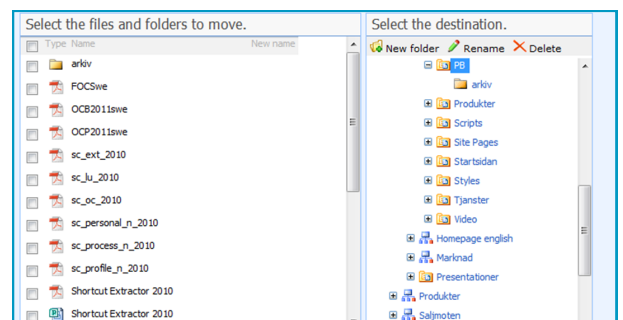 Select the files and folders to move.
Type Name New name
arkiv
FOCSwe
OCB2011swe
OCP2011swe
sc_ext_2010
sc_lu_2010
sc_oc_2010
sc_personal_n_2010
sc_process_n_2010
sc_profile_n_2010
Shortcut Extractor 2010
Shortcut Extractor 2010
Select the destination.
New folder Rename Delete
PB
arkiv
Produkter
Scripts
Site Pages
Startsidan
Styles
Tjanster
Video
Homepage english
Marknad
Presentationer
Produkter
Saljmoten